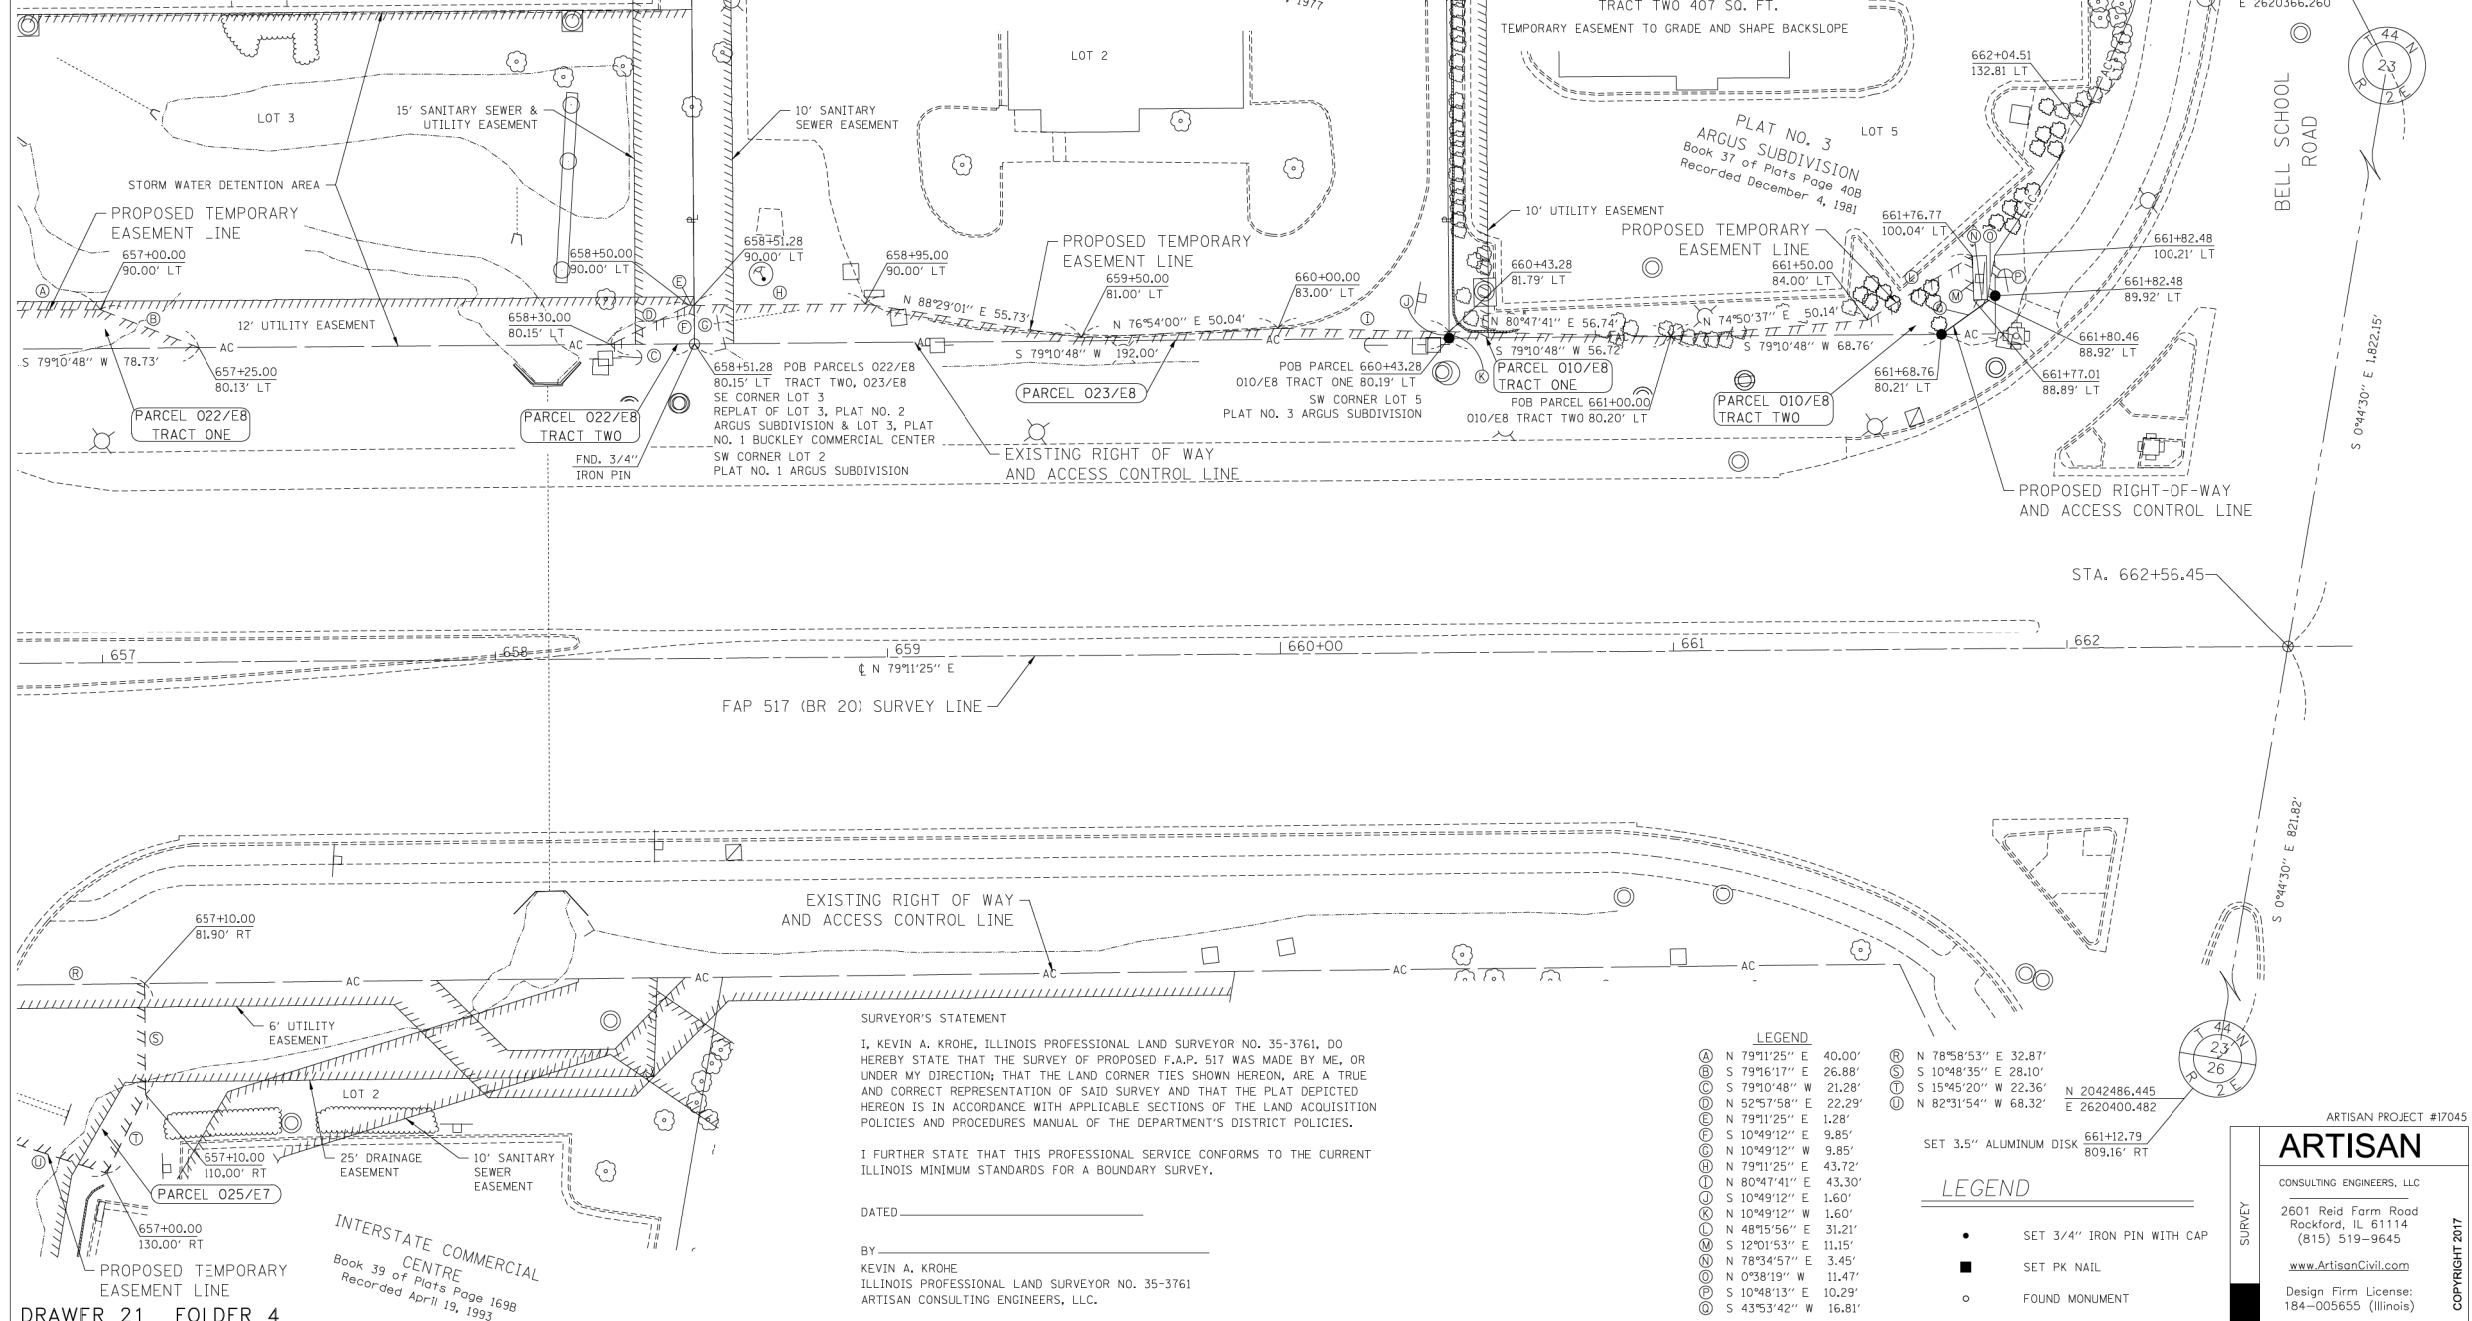 , 1977
TRACT TWO 407 SQ. FT.
TEMPORARY EASEMENT TO GRADE AND SHAPE BACKSLOPE
E 2620366.260
T 44 N
23
R 2 E
662+04.51
132.81 LT
BELL SCHOOL
ROAD
LOT 2
LOT 3
15' SANITARY SEWER &
UTILITY EASEMENT
10' SANITARY
SEWER EASEMENT
PLAT NO. 3
ARGUS SUBDIVISION
Book 37 of Plats Page 40B
Recorded December 4, 1981
LOT 5
STORM WATER DETENTION AREA
PROPOSED TEMPORARY
EASEMENT LINE
657+00.00
90.00' LT
658+50.00
90.00' LT
658+51.28
90.00' LT
658+95.00
90.00' LT
PROPOSED TEMPORARY
EASEMENT LINE
659+50.00
81.00' LT
660+00.00
83.00' LT
660+43.28
81.79' LT
10' UTILITY EASEMENT
PROPOSED TEMPORARY
EASEMENT LINE
661+50.00
84.00' LT
661+76.77
100.04' LT
661+82.48
100.21' LT
661+82.48
89.92' LT
661+80.46
88.92' LT
661+77.01
88.89' LT
661+68.76
80.21' LT
A
B
C
D
E
F
G
H
I
J
K
L
M
N
O
P
Q
12' UTILITY EASEMENT
658+30.00
80.15' LT
N 88°29'01" E 55.73'
N 76°54'00" E 50.04'
N 80°47'41" E 56.74'
N 74°50'37" E 50.14'
S 79°10'48" W 78.73'
AC
AC
AC
AC
AC
AC
AC
AC
S 79°10'48" W 192.00'
S 79°10'48" W 56.72'
S 79°10'48" W 68.76'
657+25.00
80.13' LT
PARCEL 022/E8
TRACT ONE
PARCEL 022/E8
TRACT TWO
FND. 3/4"
IRON PIN
658+51.28 POB PARCELS 022/E8
80.15' LT TRACT TWO, 023/E8
SE CORNER LOT 3
REPLAT OF LOT 3, PLAT NO. 2
ARGUS SUBDIVISION & LOT 3, PLAT
NO. 1 BUCKLEY COMMERCIAL CENTER
SW CORNER LOT 2
PLAT NO. 1 ARGUS SUBDIVISION
PARCEL 023/E8
POB PARCEL 660+43.28
010/E8 TRACT ONE 80.19' LT
SW CORNER LOT 5
PLAT NO. 3 ARGUS SUBDIVISION
PARCEL 010/E8
TRACT ONE
POB PARCEL 661+00.00
010/E8 TRACT TWO 80.20' LT
PARCEL 010/E8
TRACT TWO
EXISTING RIGHT OF WAY
AND ACCESS CONTROL LINE
PROPOSED RIGHT-OF-WAY
AND ACCESS CONTROL LINE
S 0°44'30" E 1,822.15'
STA. 662+56.45
657
658
659
660+00
661
662
℄ N 79°11'25" E
FAP 517 (BR 20) SURVEY LINE
S 0°44'30" E 821.82'
EXISTING RIGHT OF WAY
AND ACCESS CONTROL LINE
657+10.00
81.90' RT
R
AC
AC
AC
AC
AC
6' UTILITY
EASEMENT
S
LOT 2
T
U
657+10.00
110.00' RT
25' DRAINAGE
EASEMENT
10' SANITARY
SEWER
EASEMENT
PARCEL 025/E7
657+00.00
130.00' RT
PROPOSED TEMPORARY
EASEMENT LINE
INTERSTATE COMMERCIAL
CENTRE
Book 39 of Plats Page 169B
Recorded April 19, 1993
DRAWER 21 FOLDER 4
SURVEYOR'S STATEMENT
I, KEVIN A. KROHE, ILLINOIS PROFESSIONAL LAND SURVEYOR NO. 35-3761, DO
HEREBY STATE THAT THE SURVEY OF PROPOSED F.A.P. 517 WAS MADE BY ME, OR
UNDER MY DIRECTION; THAT THE LAND CORNER TIES SHOWN HEREON, ARE A TRUE
AND CORRECT REPRESENTATION OF SAID SURVEY AND THAT THE PLAT DEPICTED
HEREON IS IN ACCORDANCE WITH APPLICABLE SECTIONS OF THE LAND ACQUISITION
POLICIES AND PROCEDURES MANUAL OF THE DEPARTMENT'S DISTRICT POLICIES.
I FURTHER STATE THAT THIS PROFESSIONAL SERVICE CONFORMS TO THE CURRENT
ILLINOIS MINIMUM STANDARDS FOR A BOUNDARY SURVEY.
DATED
BY
KEVIN A. KROHE
ILLINOIS PROFESSIONAL LAND SURVEYOR NO. 35-3761
ARTISAN CONSULTING ENGINEERS, LLC.
LEGEND
A N 79°11'25" E 40.00'
B S 79°16'17" E 26.88'
C S 79°10'48" W 21.28'
D N 52°57'58" E 22.29'
E N 79°11'25" E 1.28'
F S 10°49'12" E 9.85'
G N 10°49'12" W 9.85'
H N 79°11'25" E 43.72'
I N 80°47'41" E 43.30'
J S 10°49'12" E 1.60'
K N 10°49'12" W 1.60'
L N 48°15'56" E 31.21'
M S 12°01'53" E 11.15'
N N 78°34'57" E 3.45'
O N 0°38'19" W 11.47'
P S 10°48'13" E 10.29'
Q S 43°53'42" W 16.81'
R N 78°58'53" E 32.87'
S S 10°48'35" E 28.10'
T S 15°45'20" W 22.36'
U N 82°31'54" W 68.32'
T 44 N
23
26
R 2 E
N 2042486.445
E 2620400.482
SET 3.5" ALUMINUM DISK 661+12.79
809.16' RT
LEGEND
SET 3/4" IRON PIN WITH CAP
SET PK NAIL
FOUND MONUMENT
ARTISAN PROJECT #17045
SURVEY
ARTISAN
CONSULTING ENGINEERS, LLC
2601 Reid Farm Road
Rockford, IL 61114
(815) 519-9645
www.ArtisanCivil.com
Design Firm License:
184-005655 (Illinois)
COPYRIGHT 2017